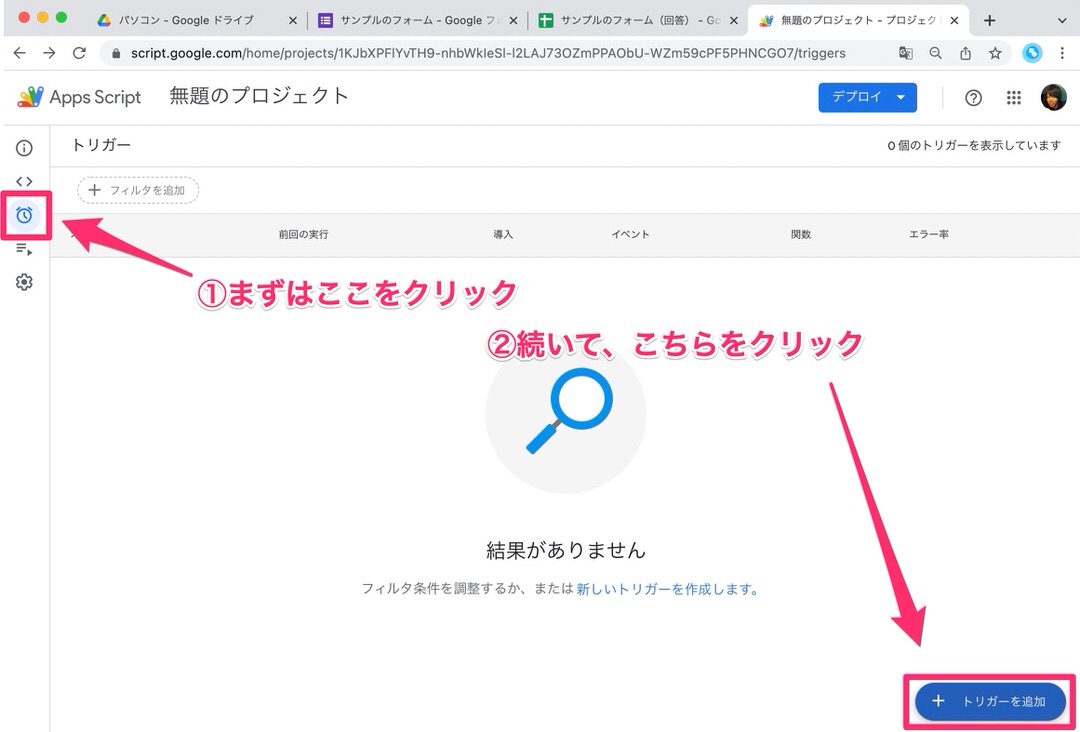 パソコン - Google ドライブ
サンプルのフォーム - Google フォ
サンプルのフォーム（回答） - Go
無題のプロジェクト - プロジェクト
script.google.com/home/projects/1KJbXPFlYvTH9-nhbWkleSI-l2LAJ73OZmPPAObU-WZm59cPF5PHNCGO7/triggers
Apps Script
無題のプロジェクト
デプロイ
トリガー
0 個のトリガーを表示しています
フィルタを追加
前回の実行
導入
イベント
関数
エラー率
①まずはここをクリック
②続いて、こちらをクリック
結果がありません
フィルタ条件を調整するか、または 新しいトリガーを作成します。
トリガーを追加